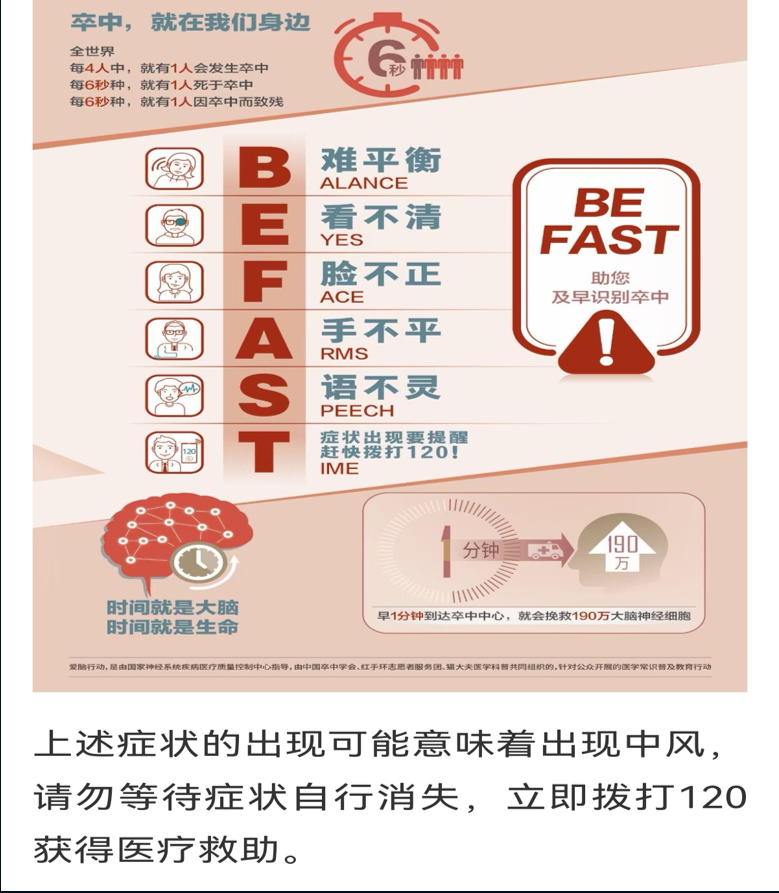 卒中，就在我们身边
全世界
每4人中，就有1人会发生卒中
每6秒种，就有1人死于卒中
每6秒种，就有1人因卒中而致残
6
秒
B
难平衡
ALANCE
E
看不清
YES
F
脸不正
ACE
A
手不平
RMS
S
语不灵
PEECH
T
症状出现要提醒
赶快拨打120！
IME
120
BE
FAST
助您
及早识别卒中
!
时间就是大脑
时间就是生命
1分钟
190
万
早1分钟到达卒中中心，就会挽救190万大脑神经细胞
爱脑行动，是由国家神经系统疾病医疗质量控制中心指导，由中国卒中学会、红手环志愿者服务团、猫大夫医学科普共同组织的，针对公众开展的医学常识普及教育行动
上述症状的出现可能意味着出现中风，
请勿等待症状自行消失，立即拨打120
获得医疗救助。